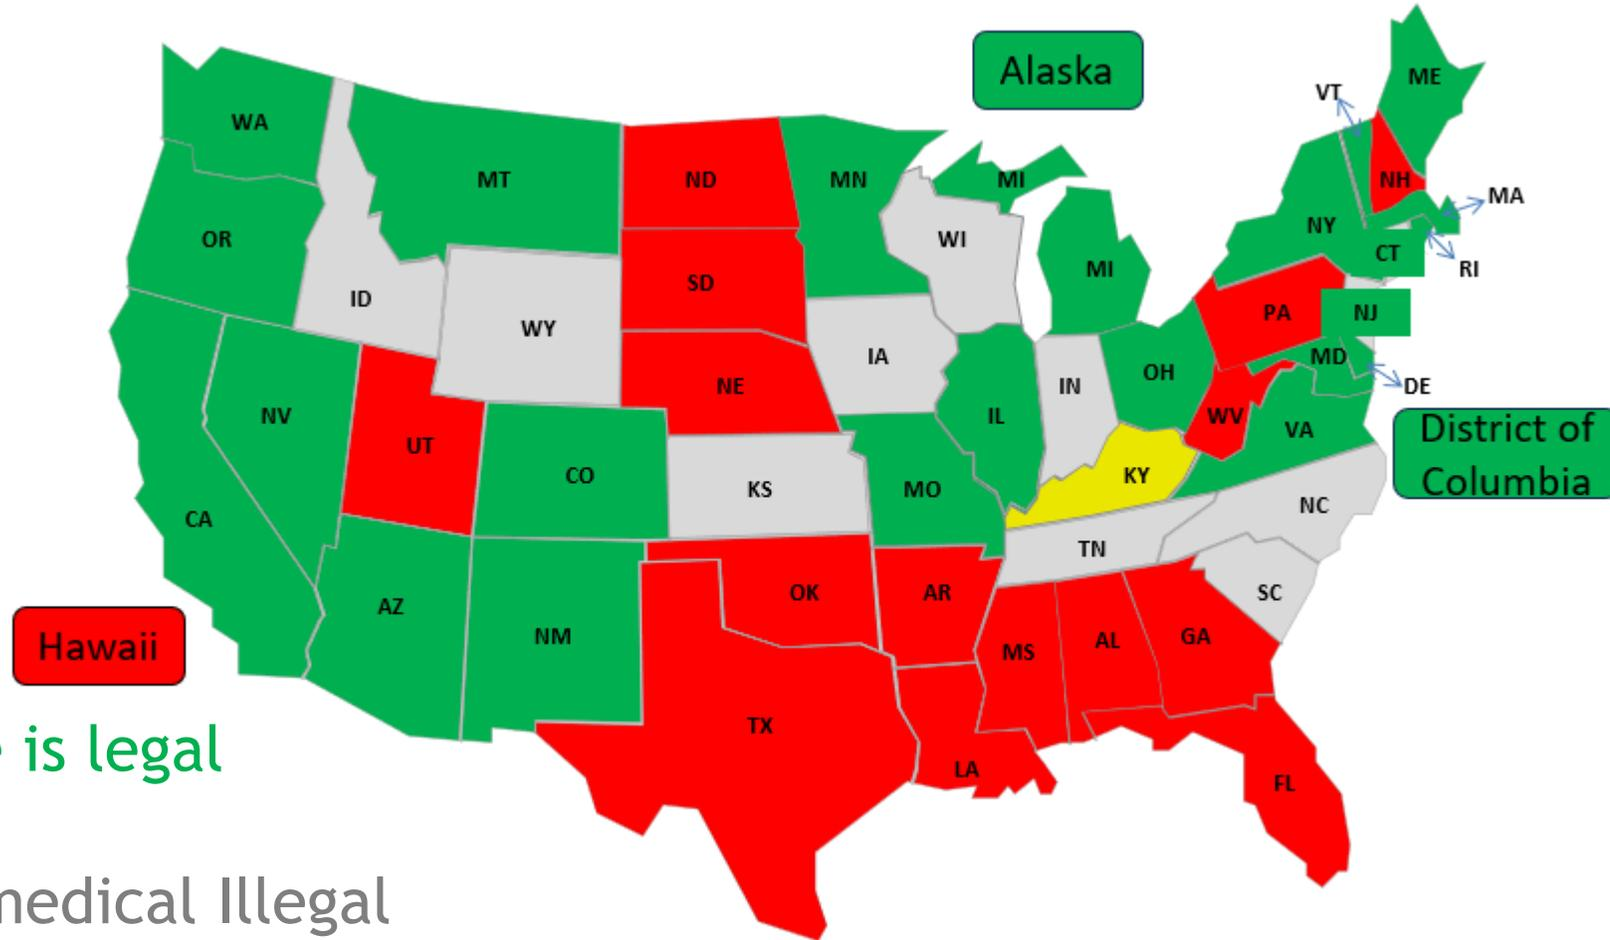 Alaska
ME
VT
WA
MT
ND
MN
MI
NH
MA
OR
WI
NY
CT
RI
ID
SD
MI
WY
PA
NJ
IA
MD
NE
OH
IN
DE
NV
IL
WV
VA
District of
Columbia
UT
CO
KS
MO
KY
CA
NC
TN
AZ
OK
AR
SC
NM
MS
AL
GA
Hawaii
TX
LA
FL
is legal
Illegal